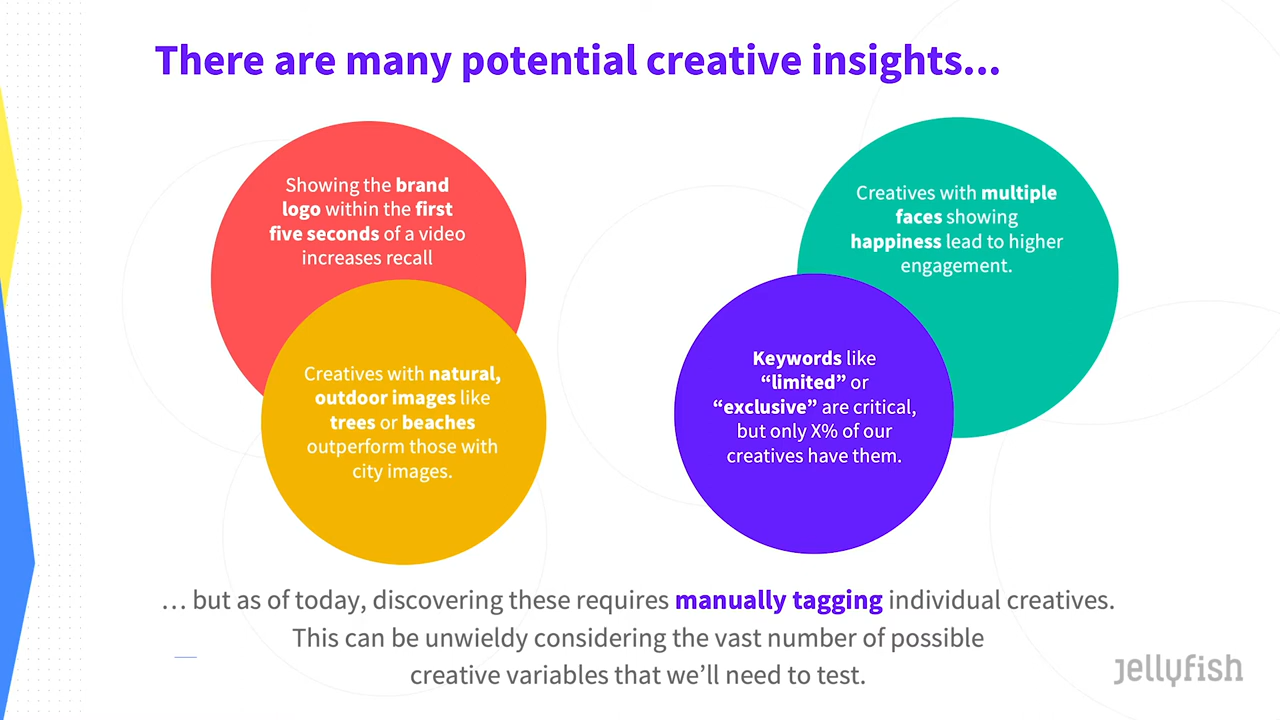 There are many potential creative insights...
Showing the brand
logo within the first
five seconds of a video
increases recall
Creatives with natural,
outdoor images like
trees or beaches
outperform those with
city images.
Creatives with multiple
faces showing
happiness lead to higher
engagement.
Keywords like
“limited” or
“exclusive” are critical,
but only X% of our
creatives have them.
... but as of today, discovering these requires manually tagging individual creatives.
This can be unwieldy considering the vast number of possible
creative variables that we’ll need to test.
jellyfish